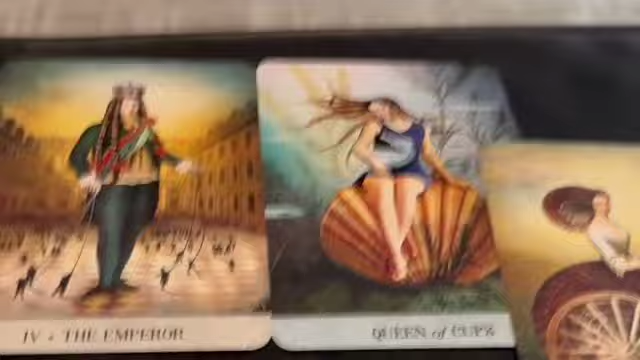 IV • THE EMPEROR
QUEEN of CUPS